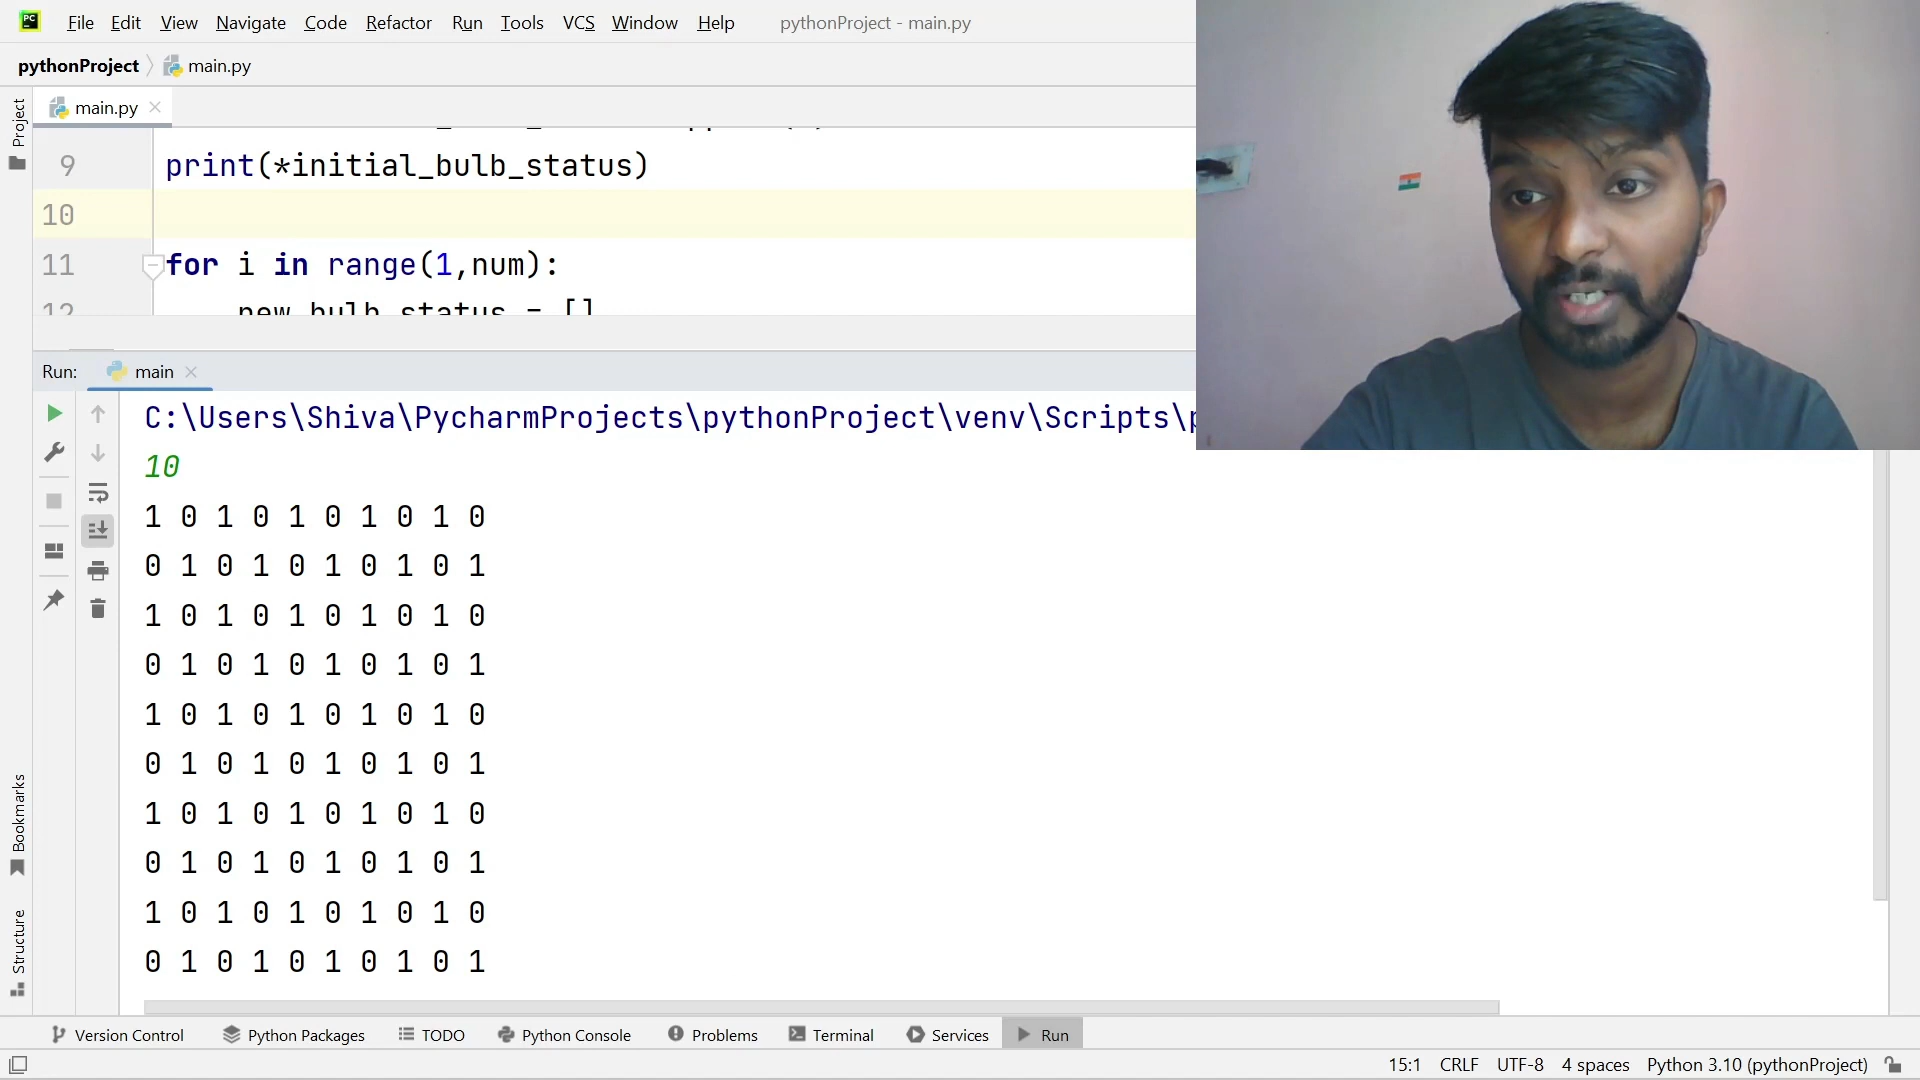 File Edit View Navigate Code Refactor Run Tools VCS Window Help pythonProject - main.py
pythonProject main.py
Project
main.py
9 print(*initial_bulb_status)
10
11 for i in range(1,num):
12 new_bulb_status = []
Run: main
C:\Users\Shiva\PycharmProjects\pythonProject\venv\Scripts\
10
1 0 1 0 1 0 1 0 1 0
0 1 0 1 0 1 0 1 0 1
1 0 1 0 1 0 1 0 1 0
0 1 0 1 0 1 0 1 0 1
1 0 1 0 1 0 1 0 1 0
0 1 0 1 0 1 0 1 0 1
1 0 1 0 1 0 1 0 1 0
0 1 0 1 0 1 0 1 0 1
1 0 1 0 1 0 1 0 1 0
0 1 0 1 0 1 0 1 0 1
Bookmarks
Structure
Version Control Python Packages TODO Python Console Problems Terminal Services Run
15:1 CRLF UTF-8 4 spaces Python 3.10 (pythonProject)